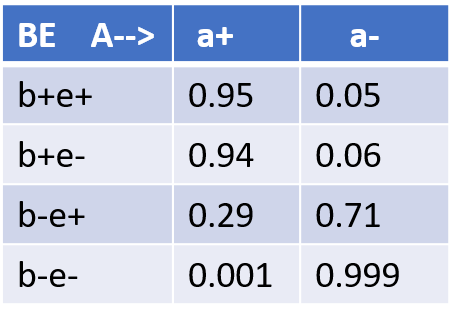 BE A--> a+ a-
b+e+ 0.95 0.05
b+e- 0.94 0.06
b-e+ 0.29 0.71
b-e- 0.001 0.999